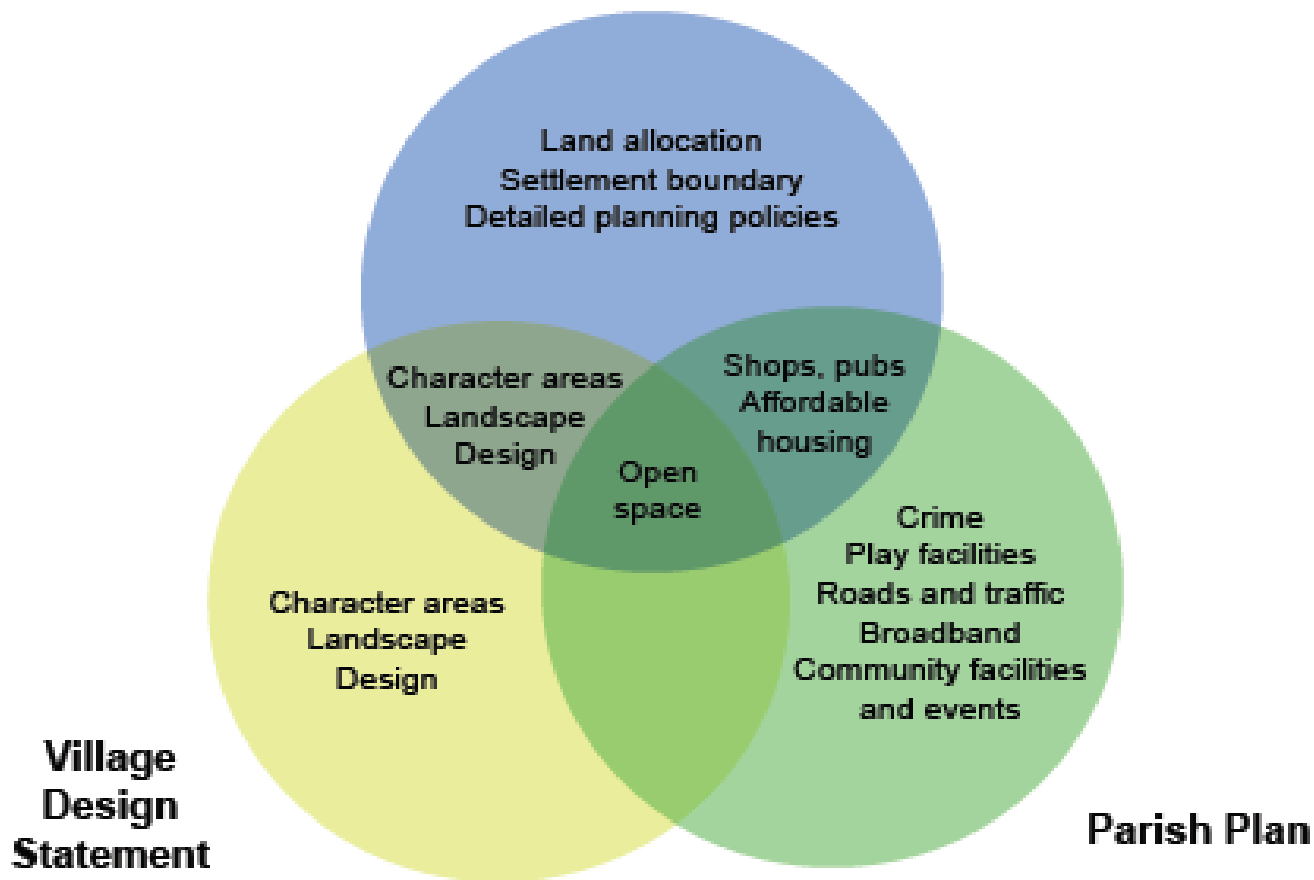 Land allocation
Settlement boundary
Detailed planning policies
Character areas
Landscape
Design
Shops, pubs
Affordable
housing
Open
space
Character areas
Landscape
Design
Crime
Play facilities
Roads and traffic
Broadband
Community facilities
and events
Village
Design
Statement
Parish Plan